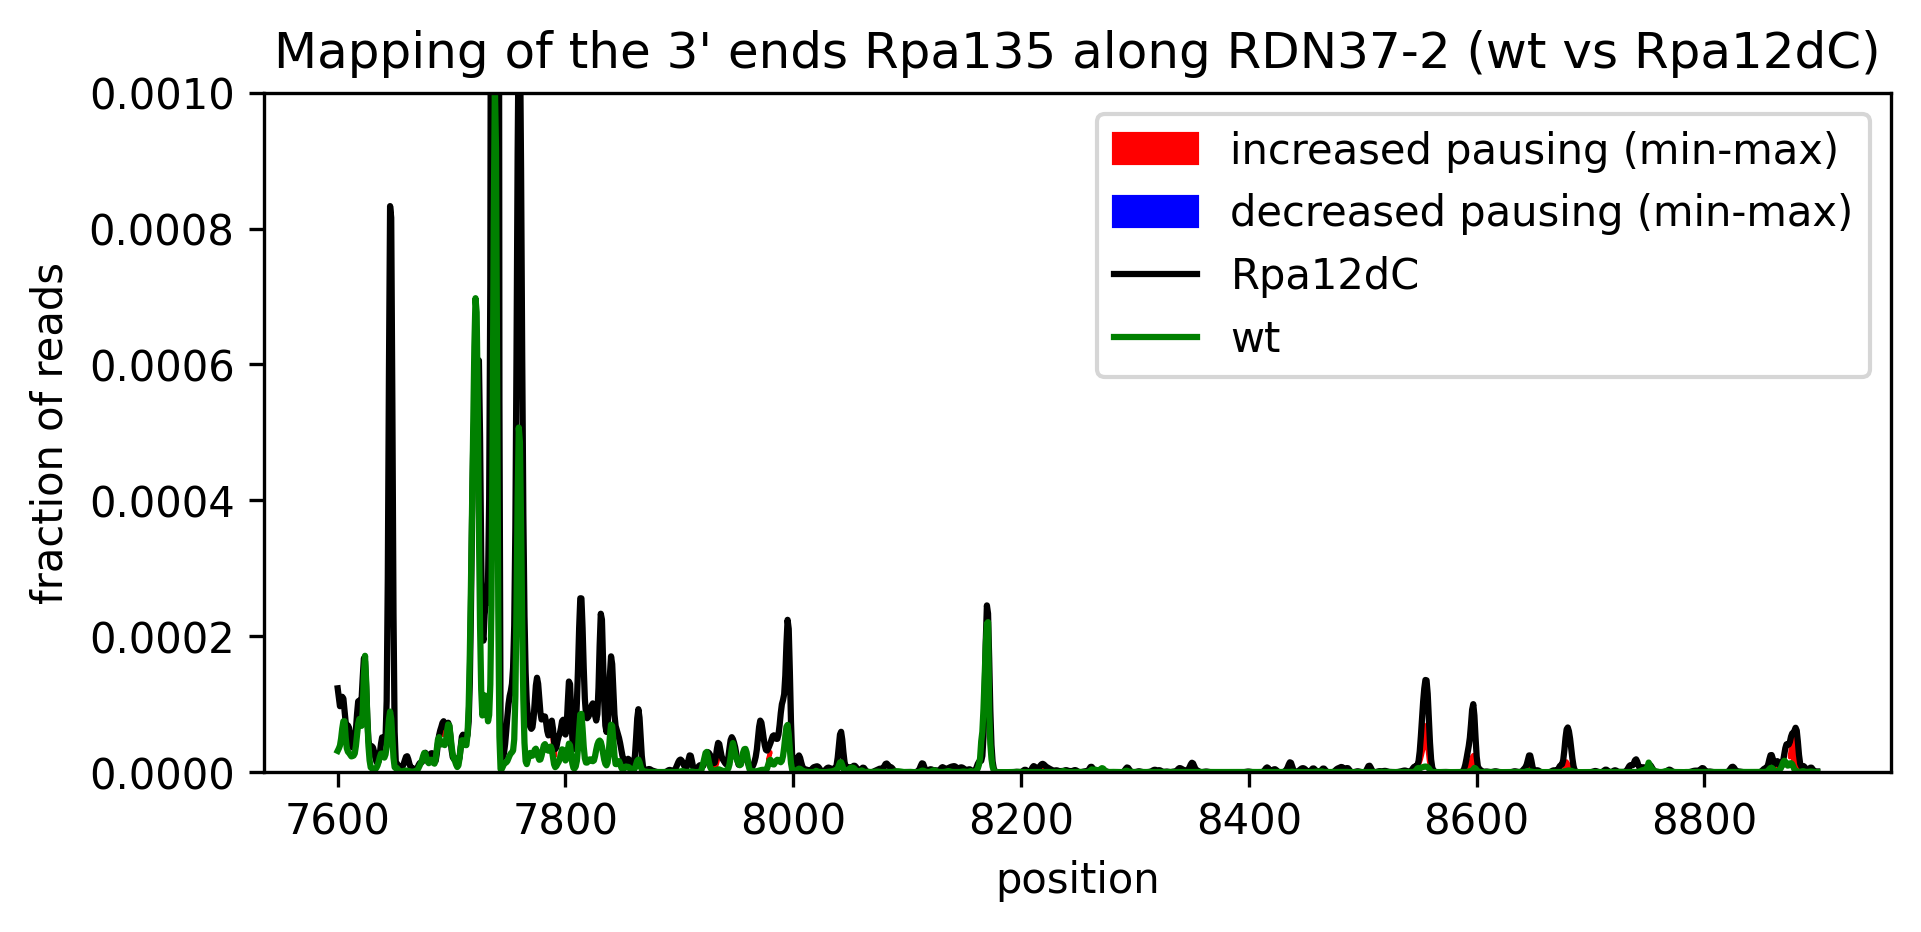 Mapping of the 3' ends Rpa135 along RDN37-2 (wt vs Rpa12dC)
0.0010
0.0008
0.0006
0.0004
0.0002
0.0000
fraction of reads
increased pausing (min-max)
decreased pausing (min-max)
Rpa12dC
wt
7600 7800 8000 8200 8400 8600 8800
position